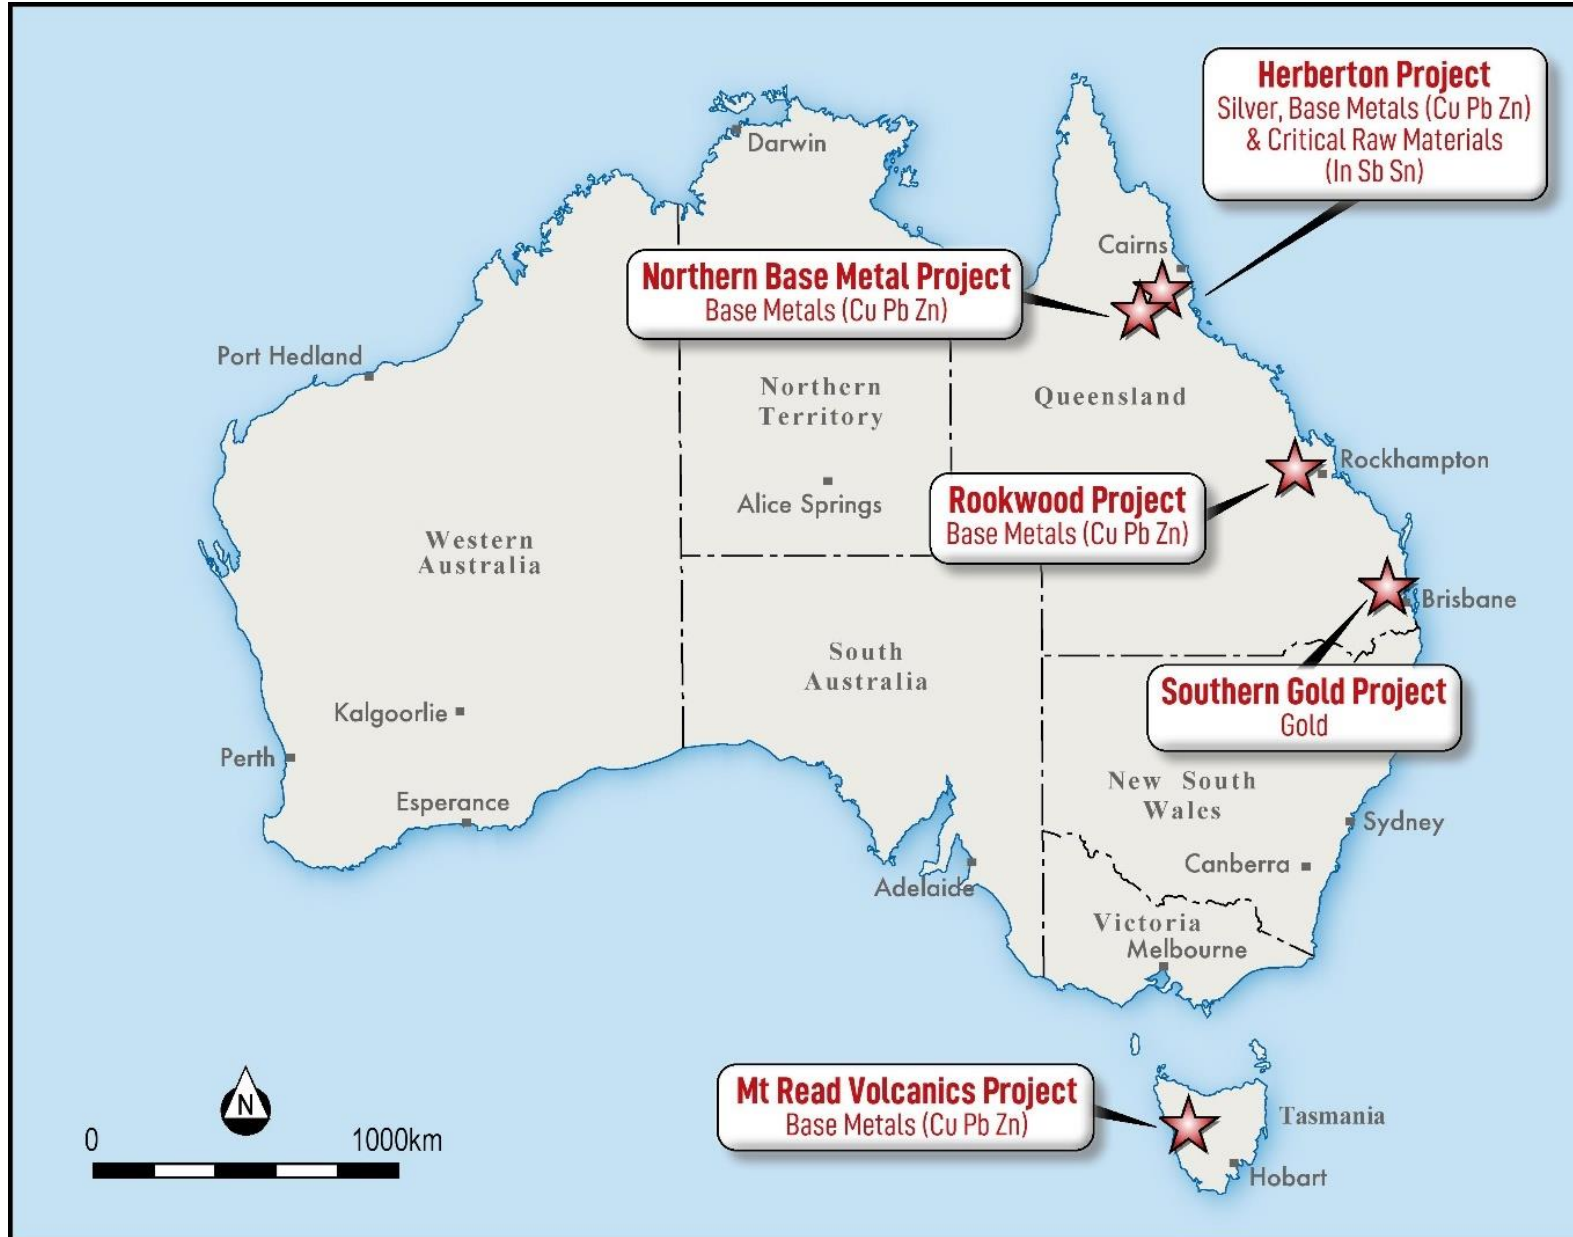 Herberton Project
Silver, Base Metals (Cu Pb Zn)
& Critical Raw Materials
(In Sb Sn)
Darwin
Cairns
Northern Base Metal Project
Base Metals (Cu Pb Zn)
Port Hedland
Northern
Territory
Queensland
Rockhampton
Alice Springs
Rookwood Project
Base Metals (Cu Pb Zn)
Western
Australia
Brisbane
South
Australia
Southern Gold Project
Gold
Kalgoorlie
Perth
Esperance
New South
Wales
Sydney
Canberra
Adelaide
Victoria
Melbourne
Mt Read Volcanics Project
Base Metals (Cu Pb Zn)
Tasmania
Hobart
N
0 1000km